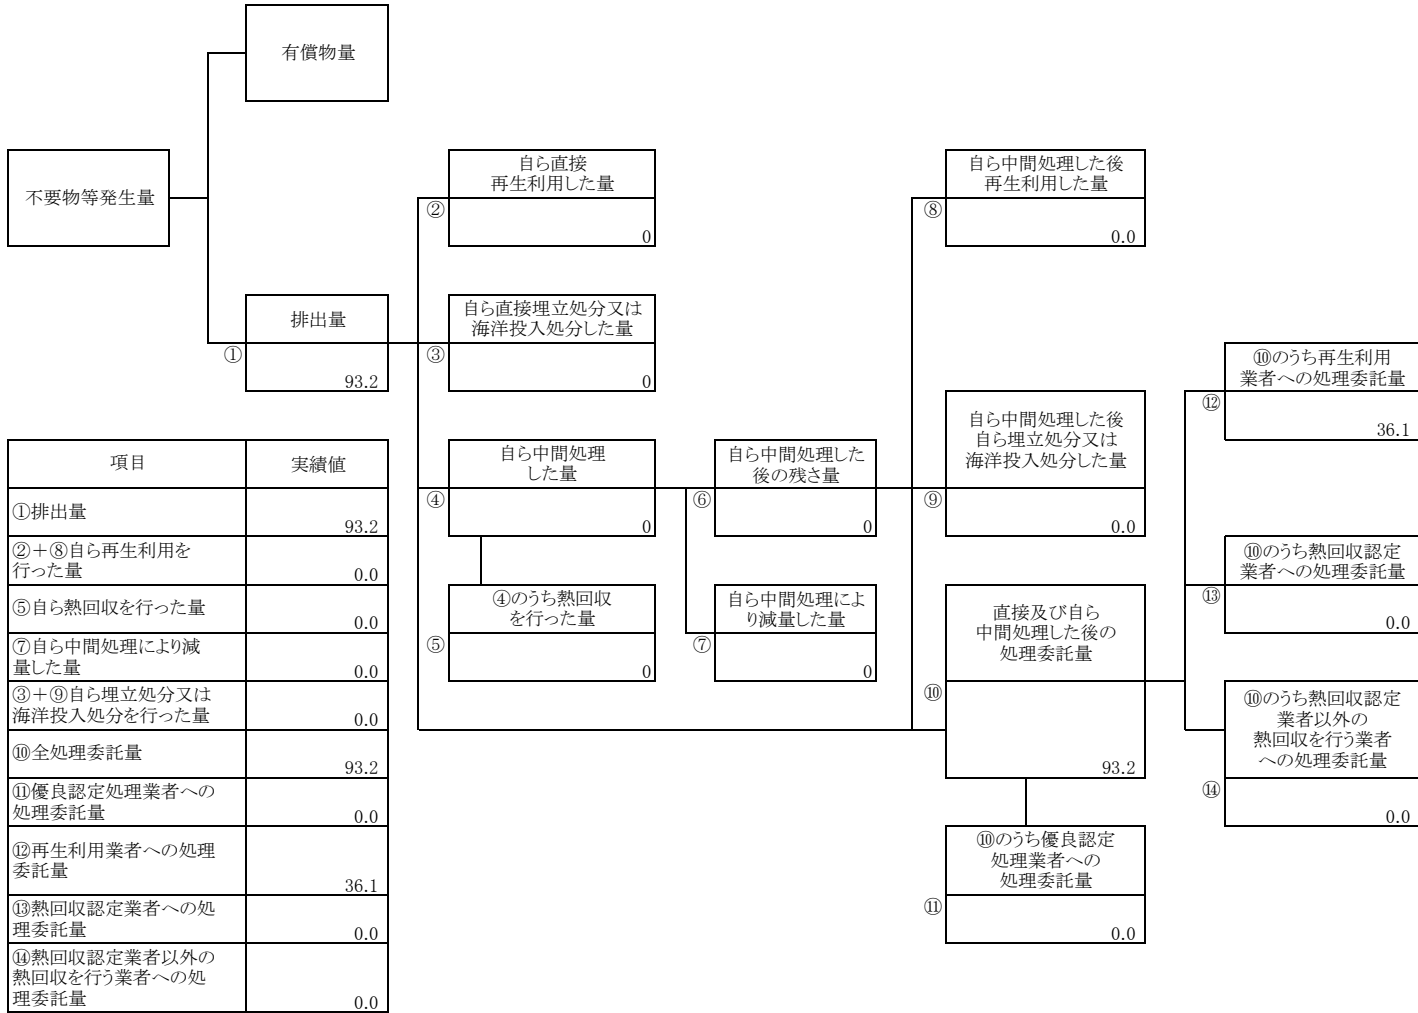 有償物量
不要物等発生量
排出量
①
93.2
自ら直接
再生利用した量
②
0
自ら直接埋立処分又は
海洋投入処分した量
③
0
自ら中間処理
した量
④
0
④のうち熱回収
を行った量
⑤
0
自ら中間処理した
後の残さ量
⑥
0
自ら中間処理によ
り減量した量
⑦
0
自ら中間処理した後
再生利用した量
⑧
0.0
自ら中間処理した後
自ら埋立処分又は
海洋投入処分した量
⑨
0.0
直接及び自ら
中間処理した後の
処理委託量
⑩
93.2
⑩のうち優良認定
処理業者への
処理委託量
⑪
0.0
⑩のうち再生利用
業者への処理委託量
⑫
36.1
⑩のうち熱回収認定
業者への処理委託量
⑬
0.0
⑩のうち熱回収認定
業者以外の
熱回収を行う業者
への処理委託量
⑭
0.0
項目 実績値
①排出量
93.2
②+⑧自ら再生利用を
行った量
0.0
⑤自ら熱回収を行った量
0.0
⑦自ら中間処理により減
量した量
0.0
③+⑨自ら埋立処分又は
海洋投入処分を行った量
0.0
⑩全処理委託量
93.2
⑪優良認定処理業者への
処理委託量
0.0
⑫再生利用業者への処理
委託量
36.1
⑬熱回収認定業者への処
理委託量
0.0
⑭熱回収認定業者以外の
熱回収を行う業者への処
理委託量
0.0